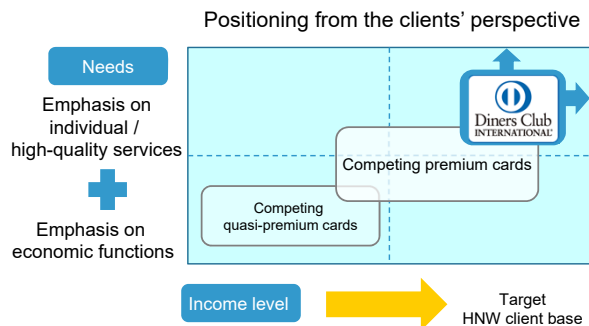 Positioning from the clients’ perspective
Needs
Emphasis on
individual /
high-quality services
Emphasis on
economic functions
Diners Club
INTERNATIONAL®
Competing premium cards
Competing
quasi-premium cards
Income level
Target
HNW client base